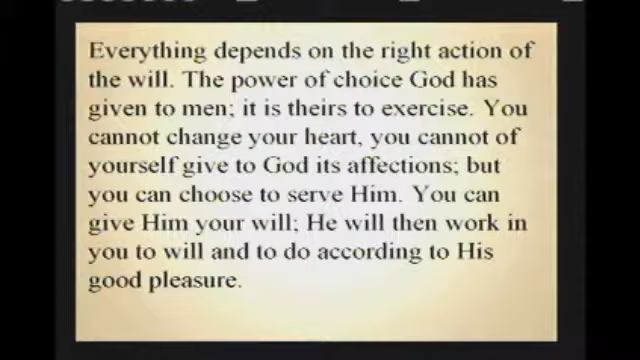 Everything depends on the right action of
the will. The power of choice God has
given to men; it is theirs to exercise. You
cannot change your heart, you cannot of
yourself give to God its affections; but
you can choose to serve Him. You can
give Him your will; He will then work in
you to will and to do according to His
good pleasure.